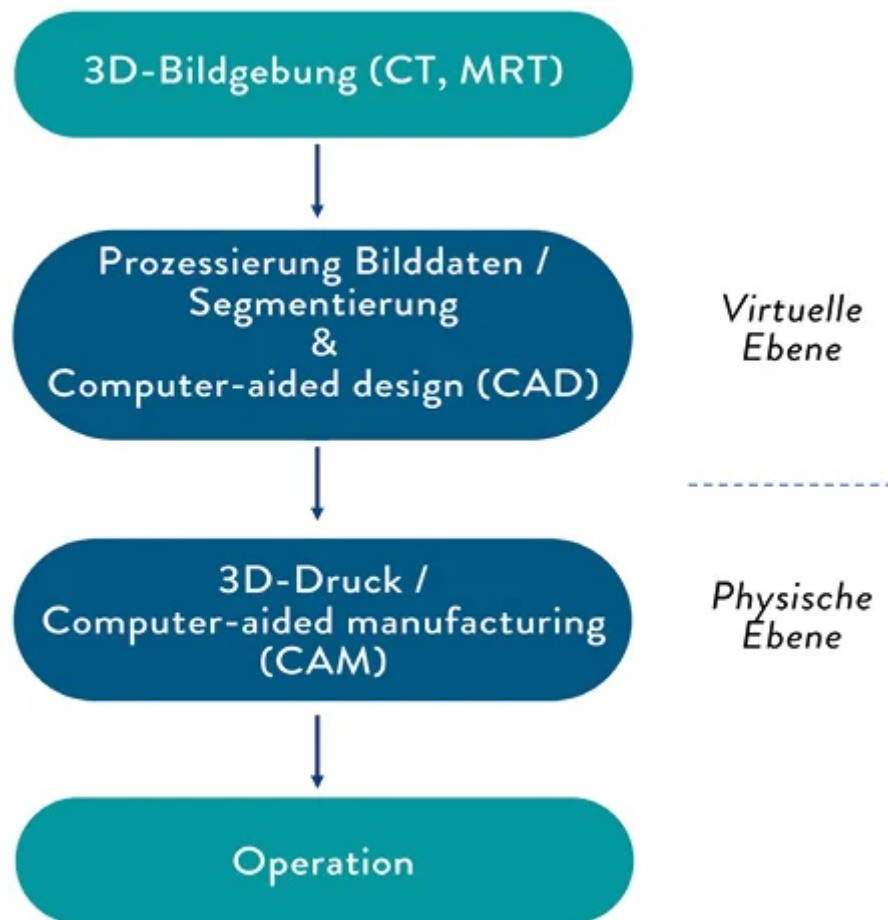 3D-Bildgebung (CT, MRT)
Prozessierung Bilddaten /
Segmentierung
&
Computer-aided design (CAD)
Virtuelle
Ebene
3D-Druck /
Computer-aided manufacturing
(CAM)
Physische
Ebene
Operation